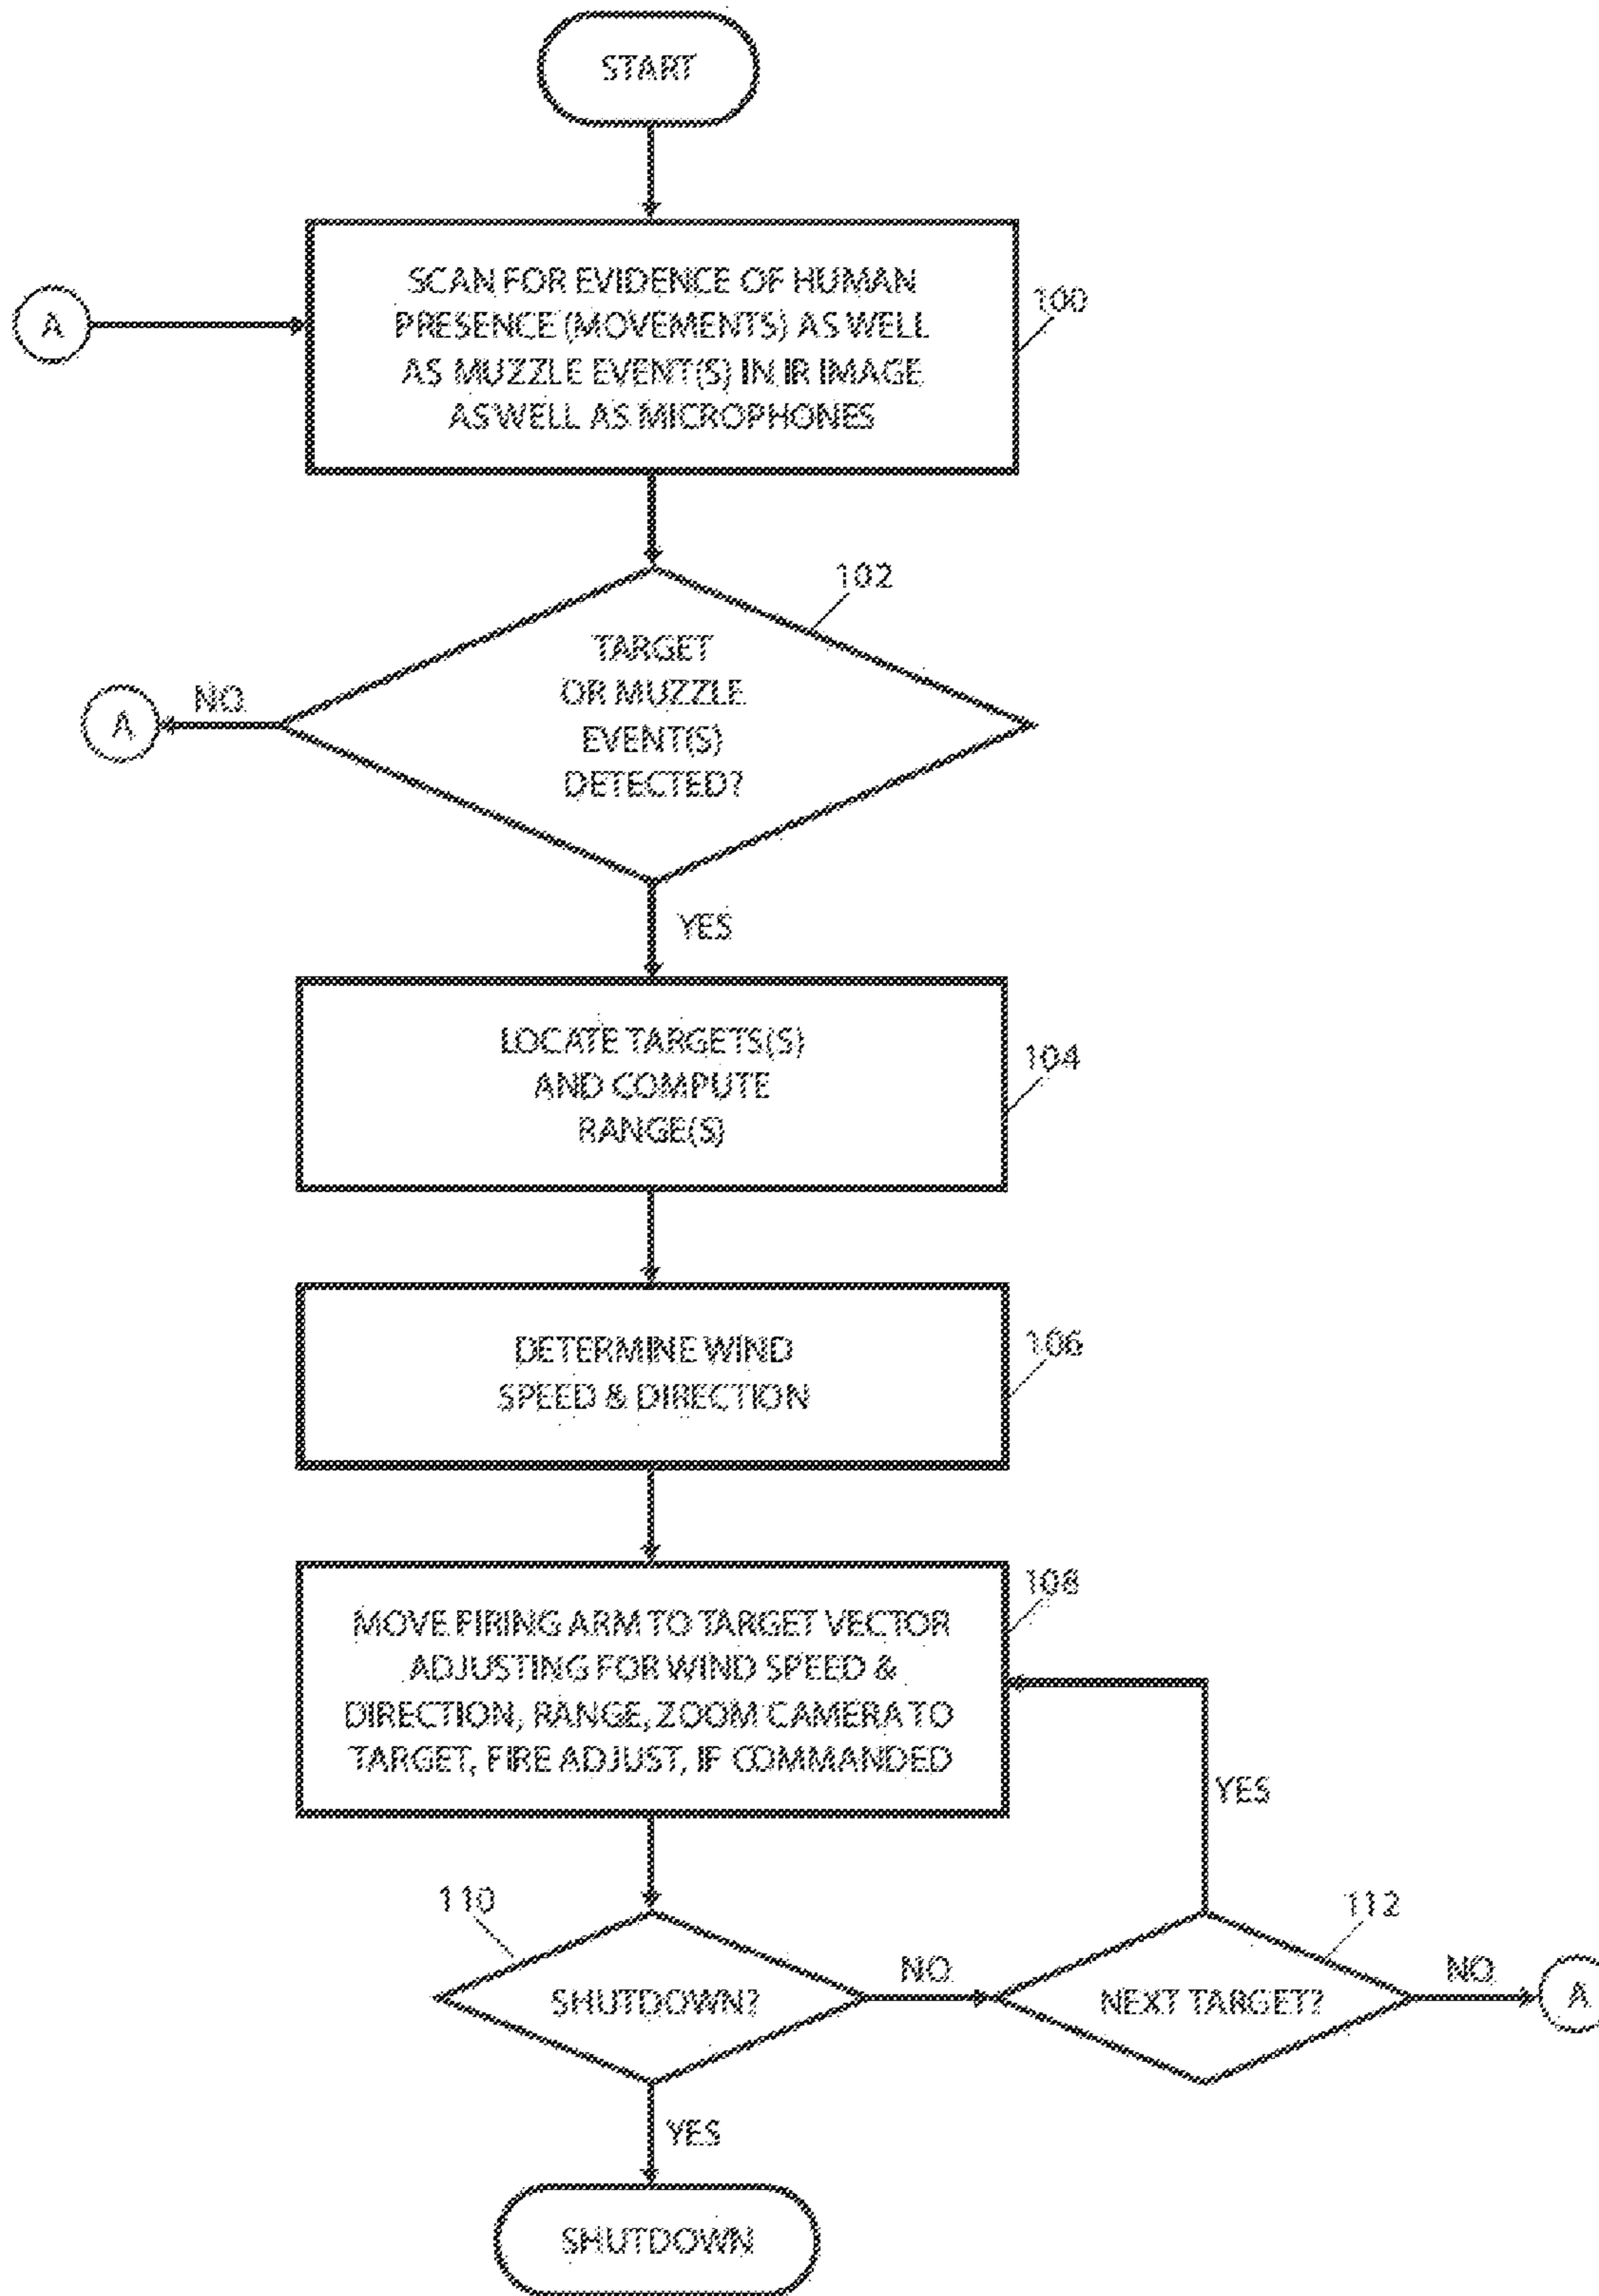 START
SCAN FOR EVIDENCE OF HUMAN
PRESENCE (MOVEMENTS) AS WELL
AS MUZZLE EVENT(S) IN IR IMAGE
AS WELL AS MICROPHONES
100
A
102
TARGET
OR MUZZLE
EVENT(S)
DETECTED?
NO
A
YES
LOCATE TARGETS(S)
AND COMPUTE
RANGE(S)
104
DETERMINE WIND
SPEED & DIRECTION
106
MOVE FIRING ARM TO TARGET VECTOR
ADJUSTING FOR WIND SPEED &
DIRECTION, RANGE, ZOOM CAMERA TO
TARGET, FIRE ADJUST, IF COMMANDED
108
YES
110
SHUTDOWN?
NO
112
NEXT TARGET?
NO
A
YES
SHUTDOWN